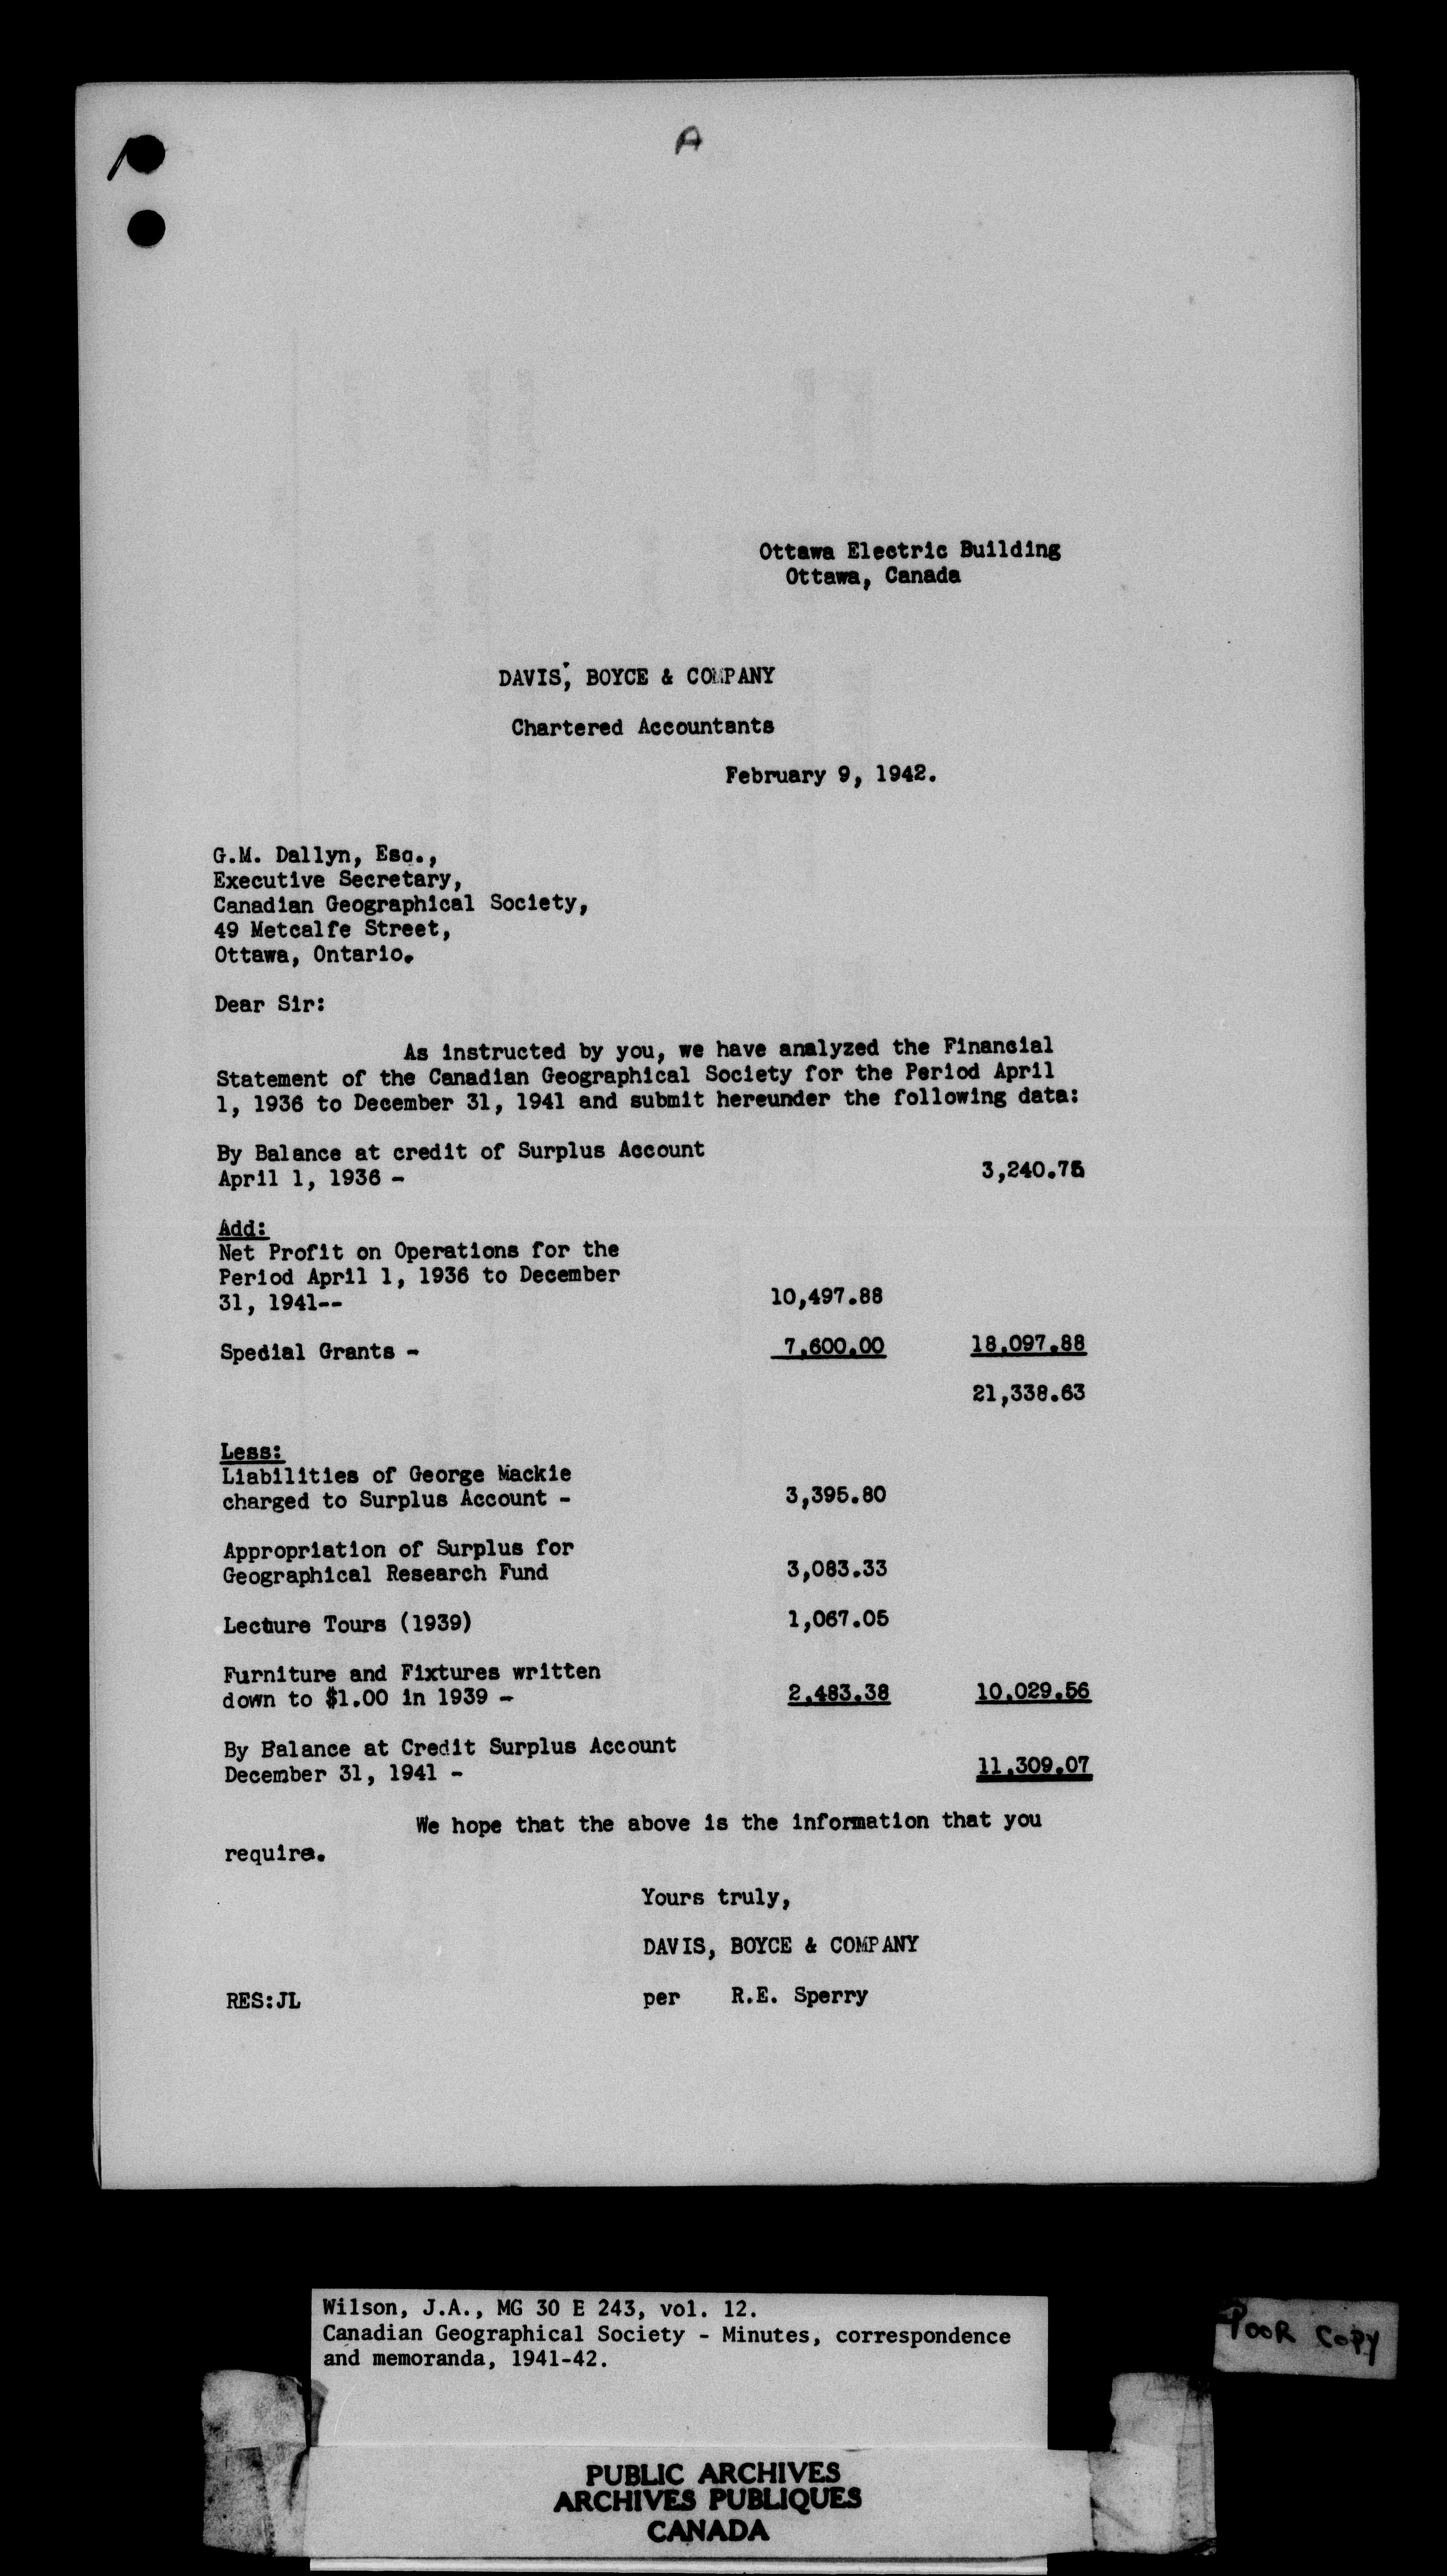 A
Ottawa Electric Building
Ottawa, Canada
DAVIS, BOYCE & COMPANY
Chartered Accountants
February 9, 1942.
G.M. Dallyn, Esq.,
Executive Secretary,
Canadian Geographical Society,
49 Metcalfe Street,
Ottawa, Ontario.
Dear Sir:
As instructed by you, we have analyzed the Financial
Statement of the Canadian Geographical Society for the Period April
1, 1936 to December 31, 1941 and submit hereunder the following data:
By Balance at credit of Surplus Account
April 1, 1936 - 3,240.75
Add:
Net Profit on Operations for the
Period April 1, 1936 to December
31, 1941-- 10,497.88
Spedial Grants - 7,600.00 18,097.88
21,338.63
Less:
Liabilities of George Mackie
charged to Surplus Account - 3,395.80
Appropriation of Surplus for
Geographical Research Fund 3,083.33
Lecture Tours (1939) 1,067.05
Furniture and Fixtures written
down to $1.00 in 1939 - 2,483.38 10,029.56
By Balance at Credit Surplus Account
December 31, 1941 - 11,309.07
We hope that the above is the information that you
require.
Yours truly,
DAVIS, BOYCE & COMPANY
RES:JL per R.E. Sperry
Wilson, J.A., MG 30 E 243, vol. 12.
Canadian Geographical Society - Minutes, correspondence
and memoranda, 1941-42.
POOR COPY
PUBLIC ARCHIVES
ARCHIVES PUBLIQUES
CANADA